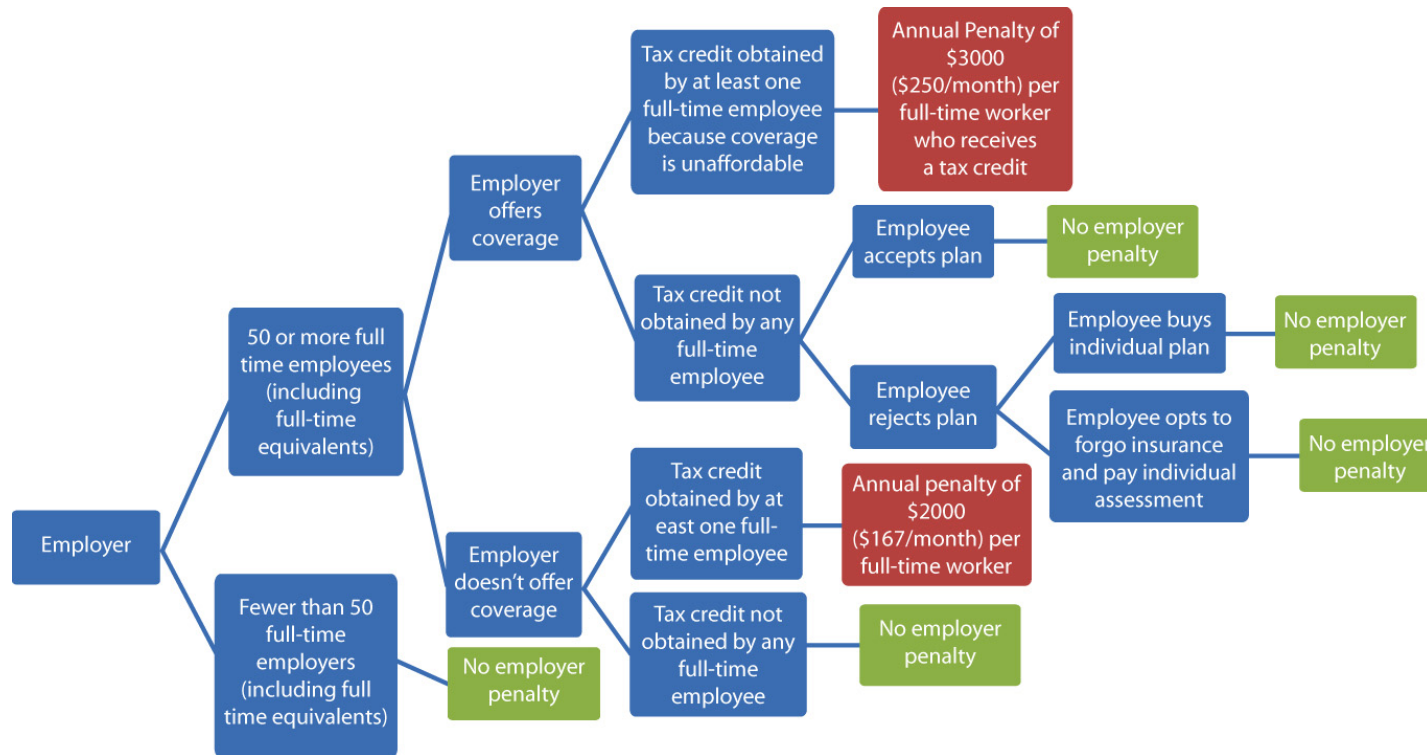 Employer
50 or more full
time employees
(including
full-time
equivalents)
Fewer than 50
full-time
employers
(including full
time equivalents)
No employer
penalty
Employer
offers
coverage
Employer
doesn't offer
coverage
Tax credit obtained
by at least one
full-time employee
because coverage
is unaffordable
Annual Penalty of
$3000
($250/month) per
full-time worker
who receives
a tax credit
Tax credit not
obtained by any
full-time
employee
Employee
accepts plan
No employer
penalty
Employee
rejects plan
Employee buys
individual plan
No employer
penalty
Employee opts to
forgo insurance
and pay individual
assessment
No employer
penalty
Tax credit
obtained by at
east one full-
time employee
Annual penalty of
$2000
($167/month) per
full-time worker
Tax credit not
obtained by any
full-time
employee
No employer
penalty